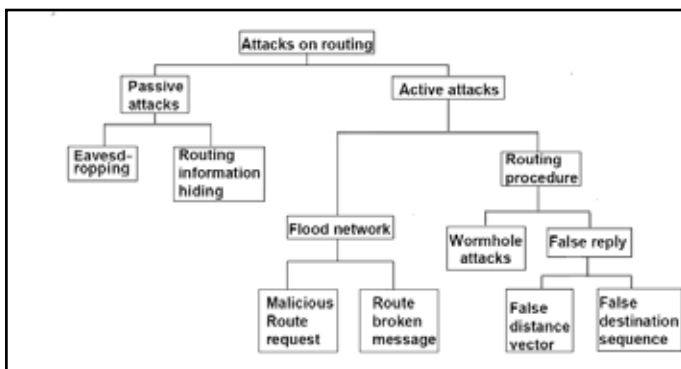 Attacks on routing
Passive
attacks
Active attacks
Eavesd-
ropping
Routing
information
hiding
Routing
procedure
Flood network
Wormhole
attacks
False reply
Malicious
Route
request
Route
broken
message
False
distance
vector
False
destination
sequence